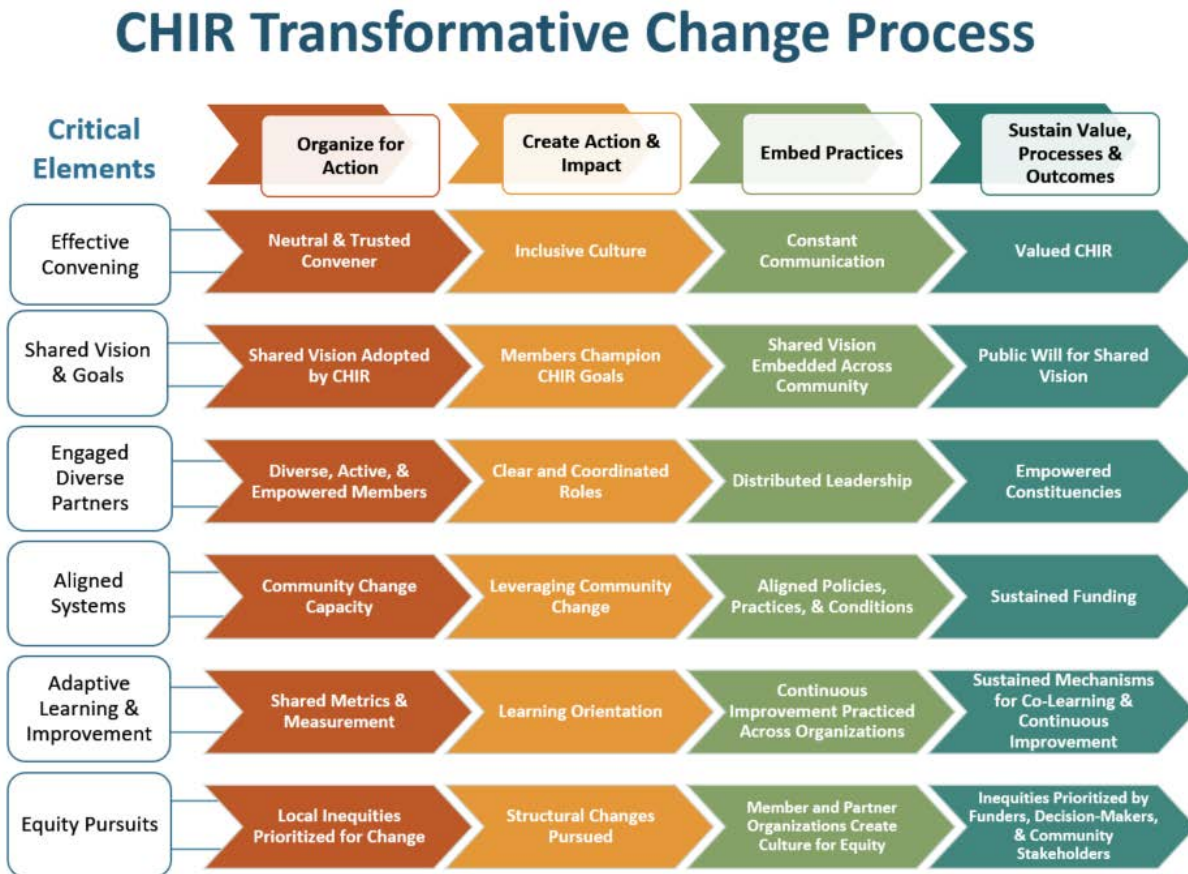 CHIR Transformative Change Process
Critical
Elements
Organize for
Action
Create Action &
Impact
Embed Practices
Sustain Value,
Processes &
Outcomes
Effective
Convening
Neutral & Trusted
Convener
Inclusive Culture
Constant
Communication
Valued CHIR
Shared Vision
& Goals
Shared Vision Adopted
by CHIR
Members Champion
CHIR Goals
Shared Vision
Embedded Across
Community
Public Will for Shared
Vision
Engaged
Diverse
Partners
Diverse, Active, &
Empowered Members
Clear and Coordinated
Roles
Distributed Leadership
Empowered
Constituencies
Aligned
Systems
Community Change
Capacity
Leveraging Community
Change
Aligned Policies,
Practices, & Conditions
Sustained Funding
Adaptive
Learning &
Improvement
Shared Metrics &
Measurement
Learning Orientation
Continuous
Improvement Practiced
Across Organizations
Sustained Mechanisms
for Co-Learning &
Continuous
Improvement
Equity Pursuits
Local Inequities
Prioritized for Change
Structural Changes
Pursued
Member and Partner
Organizations Create
Culture for Equity
Inequities Prioritized by
Funders, Decision-Makers,
& Community
Stakeholders